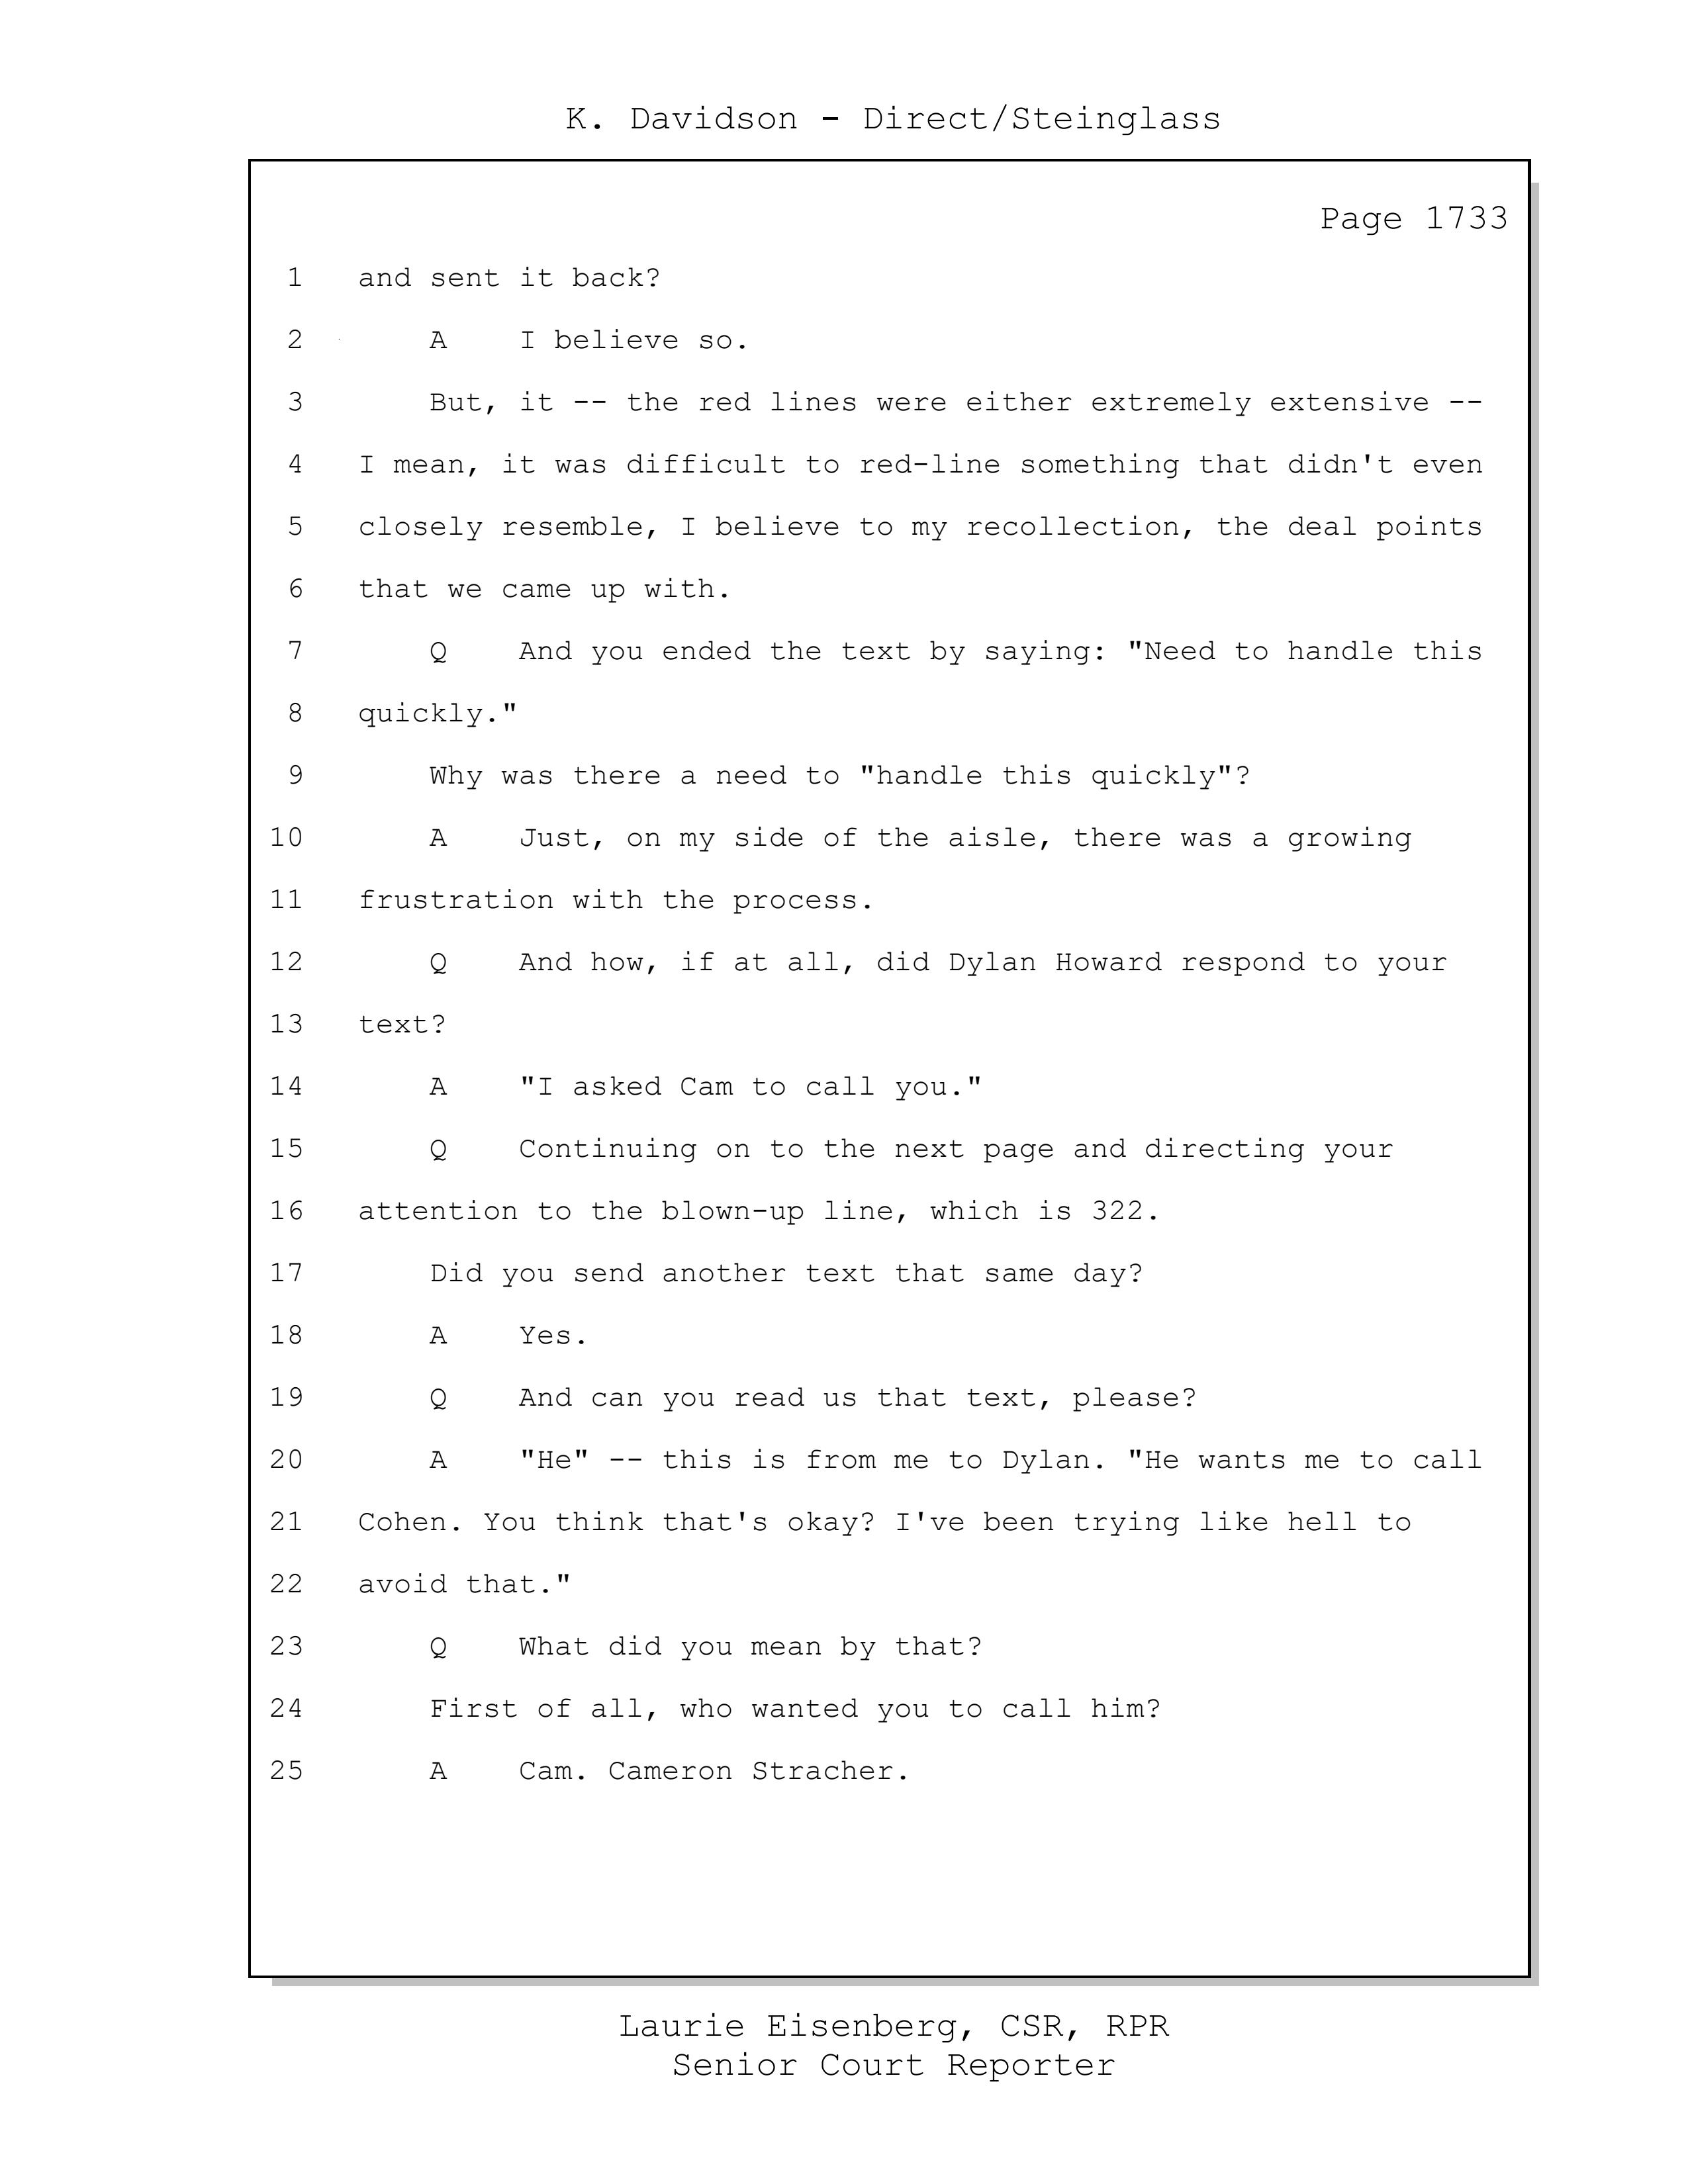 K. Davidson - Direct/Steinglass
Page 1733
1 and sent it back?
2 A I believe so.
3 But, it -- the red lines were either extremely extensive --
4 I mean, it was difficult to red-line something that didn't even
5 closely resemble, I believe to my recollection, the deal points
6 that we came up with.
7 Q And you ended the text by saying: "Need to handle this
8 quickly."
9 Why was there a need to "handle this quickly"?
10 A Just, on my side of the aisle, there was a growing
11 frustration with the process.
12 Q And how, if at all, did Dylan Howard respond to your
13 text?
14 A "I asked Cam to call you."
15 Q Continuing on to the next page and directing your
16 attention to the blown-up line, which is 322.
17 Did you send another text that same day?
18 A Yes.
19 Q And can you read us that text, please?
20 A "He" -- this is from me to Dylan. "He wants me to call
21 Cohen. You think that's okay? I've been trying like hell to
22 avoid that."
23 Q What did you mean by that?
24 First of all, who wanted you to call him?
25 A Cam. Cameron Stracher.
Laurie Eisenberg, CSR, RPR
Senior Court Reporter